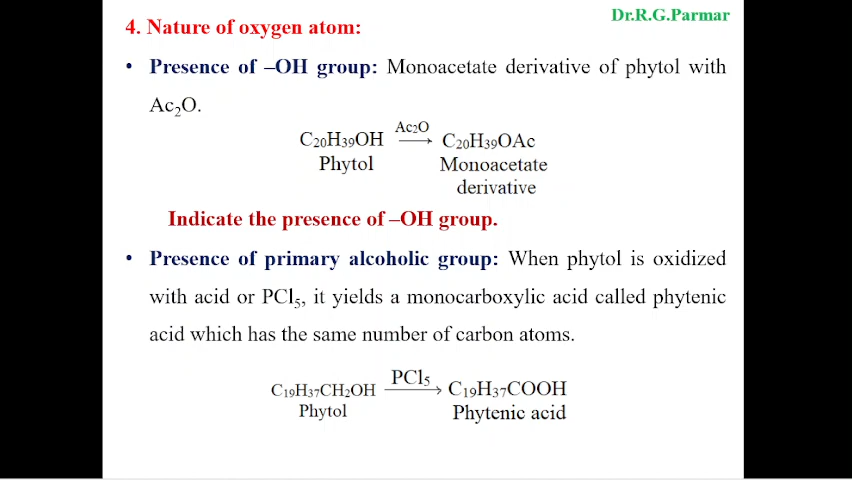 Dr.R.G.Parmar
4. Nature of oxygen atom:
• Presence of –OH group: Monoacetate derivative of phytol with
Ac₂O.
C₂₀H₃₉OH —Ac₂O→ C₂₀H₃₉OAc
Phytol Monoacetate
derivative
Indicate the presence of –OH group.
• Presence of primary alcoholic group: When phytol is oxidized
with acid or PCl₅, it yields a monocarboxylic acid called phytenic
acid which has the same number of carbon atoms.
C₁₉H₃₇CH₂OH —PCl₅→ C₁₉H₃₇COOH
Phytol Phytenic acid